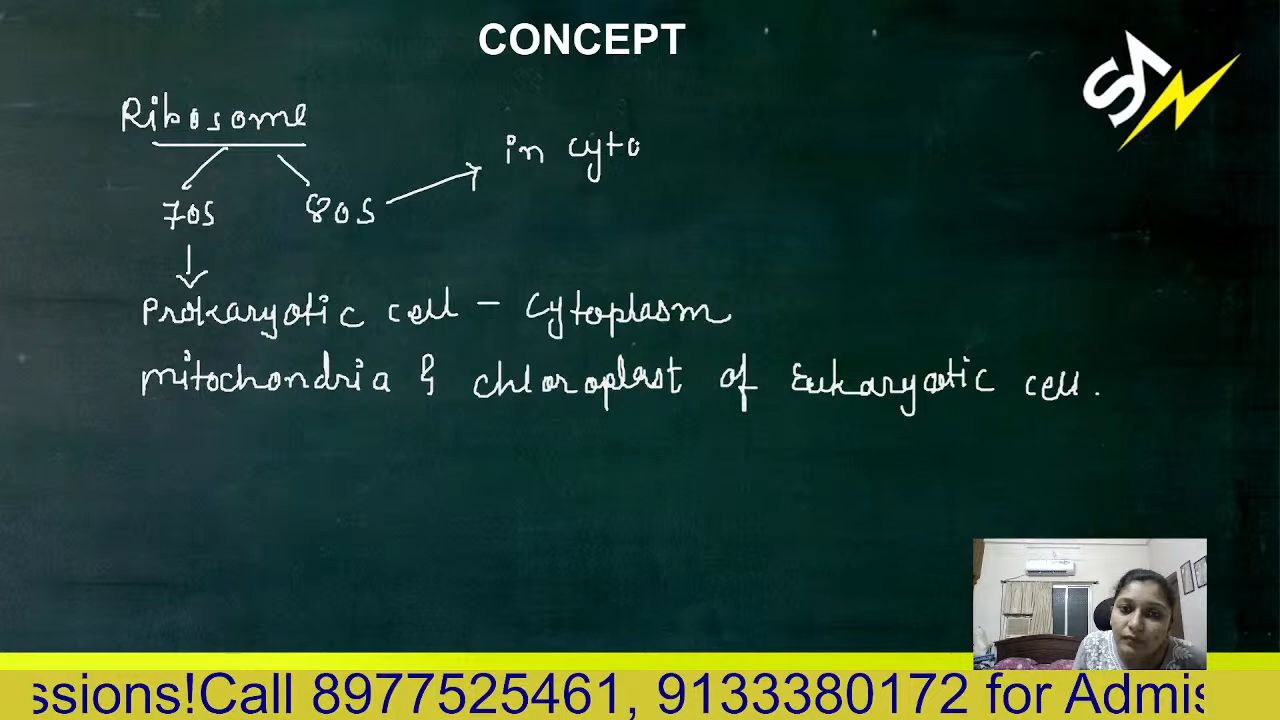 CONCEPT
SAN
Ribosome
in cyto
70S 80S
Prokaryotic cell - Cytoplasm
mitochondria & chloroplast of Eukaryotic cell.
ssions!Call 8977525461, 9133380172 for Admis